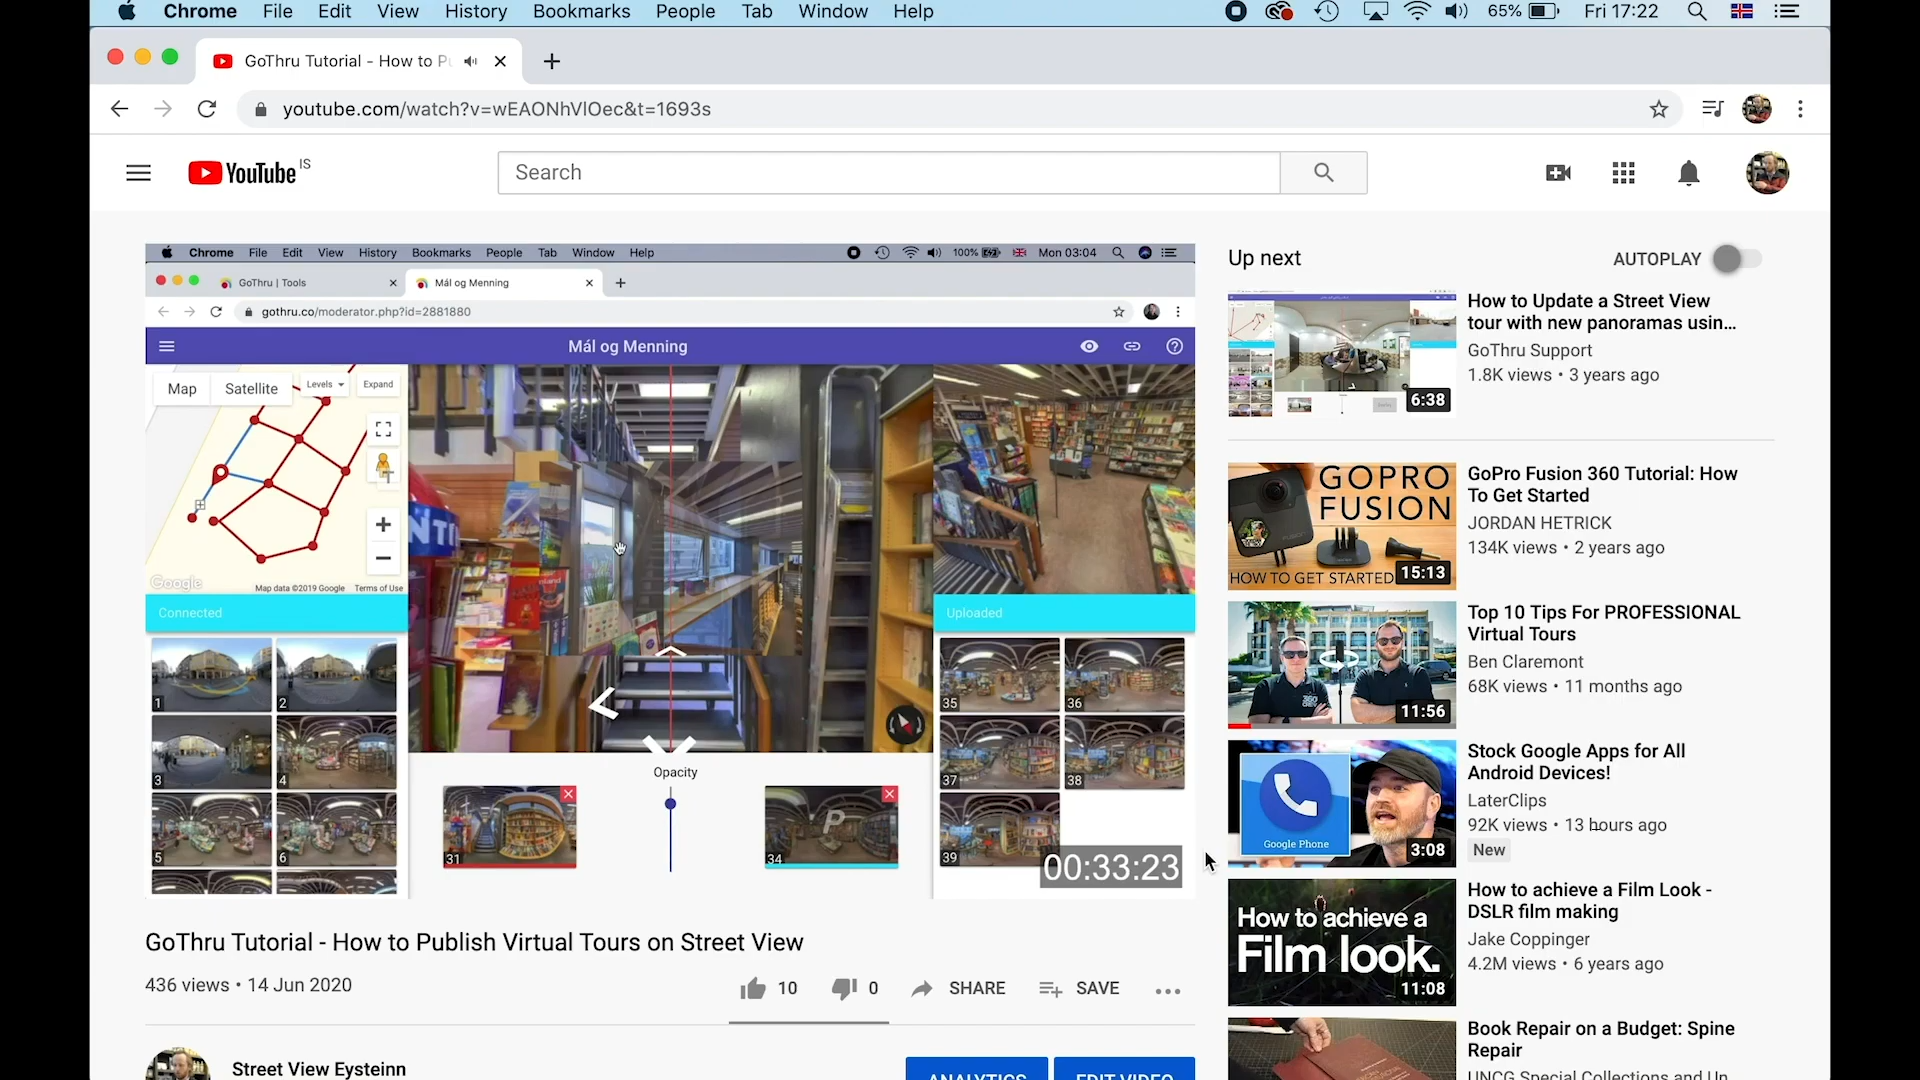 Chrome File Edit View History Bookmarks People Tab Window Help 65% Fri 17:22
GoThru Tutorial - How to P
youtube.com/watch?v=wEAONhVlOec&t=1693s
YouTube IS
Search
Chrome File Edit View History Bookmarks People Tab Window Help 100% Mon 03:04
GoThru | Tools
Mál og Menning
gothru.co/moderator.php?id=2881880
Mál og Menning
Map Satellite Levels Expand
Google Map data ©2019 Google Terms of Use
Connected
Uploaded
1 2
3 4
5 6
Opacity
31
P
34
35 36
37 38
39
00:33:23
GoThru Tutorial - How to Publish Virtual Tours on Street View
436 views • 14 Jun 2020
10 0 SHARE SAVE
Street View Eysteinn
ANALYTICS EDIT VIDEO
Up next
AUTOPLAY
6:38
How to Update a Street View
tour with new panoramas usin...
GoThru Support
1.8K views • 3 years ago
GOPRO
FUSION
HOW TO GET STARTED
15:13
GoPro Fusion 360 Tutorial: How
To Get Started
JORDAN HETRICK
134K views • 2 years ago
11:56
Top 10 Tips For PROFESSIONAL
Virtual Tours
Ben Claremont
68K views • 11 months ago
Google Phone
3:08
Stock Google Apps for All
Android Devices!
LaterClips
92K views • 13 hours ago
New
How to achieve a
Film look.
11:08
How to achieve a Film Look -
DSLR film making
Jake Coppinger
4.2M views • 6 years ago
Book Repair on a Budget: Spine
Repair
UNCG Special Collections and Un